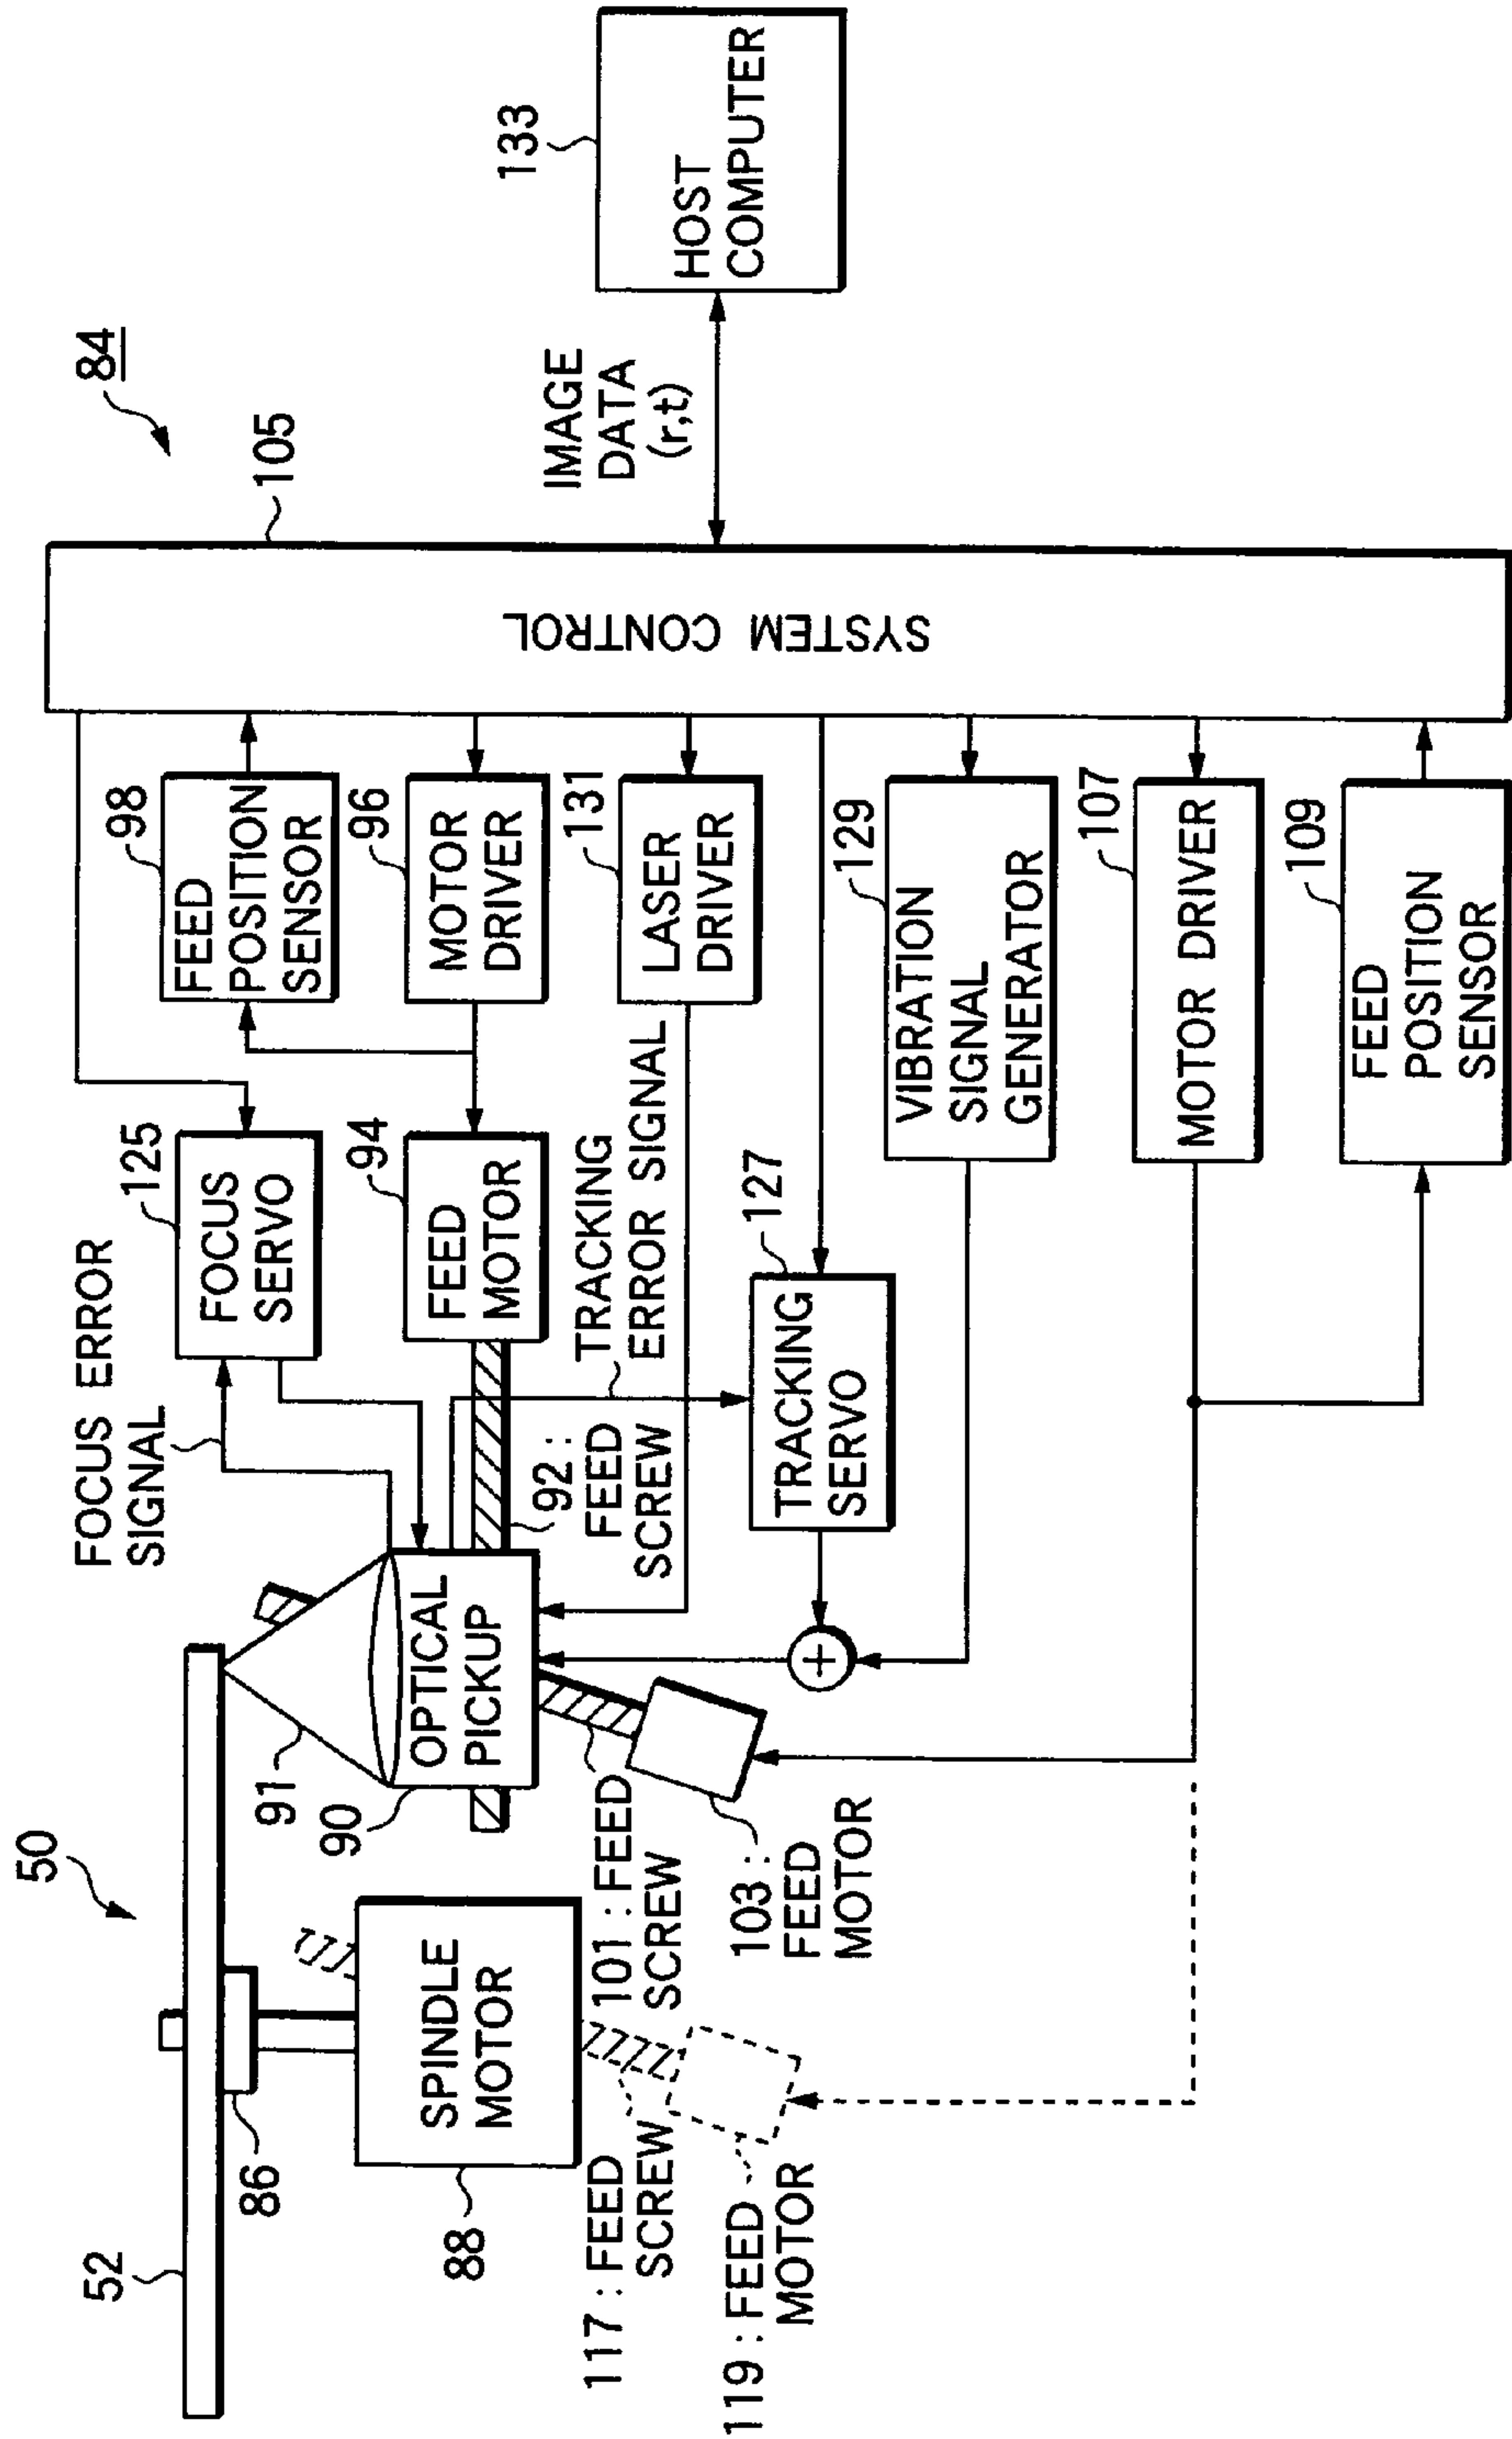 84
50
52
86
88
SPINDLE
MOTOR
117 : FEED
SCREW
119 : FEED
MOTOR
91
90
OPTICAL
PICKUP
101 : FEED
SCREW
103 :
FEED
MOTOR
FOCUS ERROR
SIGNAL
125
FOCUS
SERVO
94
FEED
MOTOR
92 :
FEED
SCREW
TRACKING
ERROR SIGNAL
127
TRACKING
SERVO
+
98
FEED
POSITION
SENSOR
96
MOTOR
DRIVER
131
LASER
DRIVER
129
VIBRATION
SIGNAL
GENERATOR
107
MOTOR DRIVER
109
FEED
POSITION
SENSOR
105
SYSTEM CONTROL
IMAGE
DATA
(r,t)
133
HOST
COMPUTER